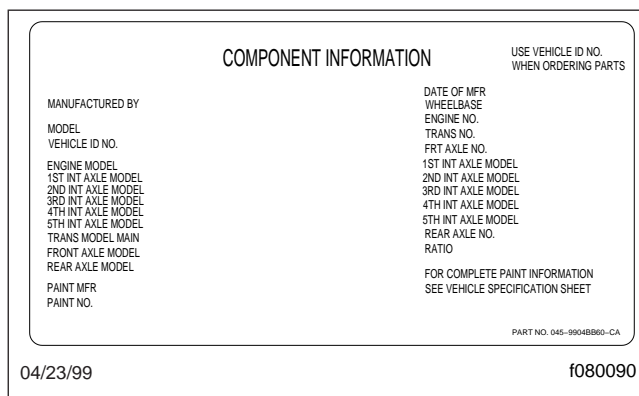 COMPONENT INFORMATION
USE VEHICLE ID NO.
WHEN ORDERING PARTS
MANUFACTURED BY
MODEL
VEHICLE ID NO.
ENGINE MODEL
1ST INT AXLE MODEL
2ND INT AXLE MODEL
3RD INT AXLE MODEL
4TH INT AXLE MODEL
5TH INT AXLE MODEL
TRANS MODEL MAIN
FRONT AXLE MODEL
REAR AXLE MODEL
PAINT MFR
PAINT NO.
DATE OF MFR
WHEELBASE
ENGINE NO.
TRANS NO.
FRT AXLE NO.
1ST INT AXLE MODEL
2ND INT AXLE MODEL
3RD INT AXLE MODEL
4TH INT AXLE MODEL
5TH INT AXLE MODEL
REAR AXLE NO.
RATIO
FOR COMPLETE PAINT INFORMATION
SEE VEHICLE SPECIFICATION SHEET
PART NO. 045–9904BB60–CA
04/23/99
f080090